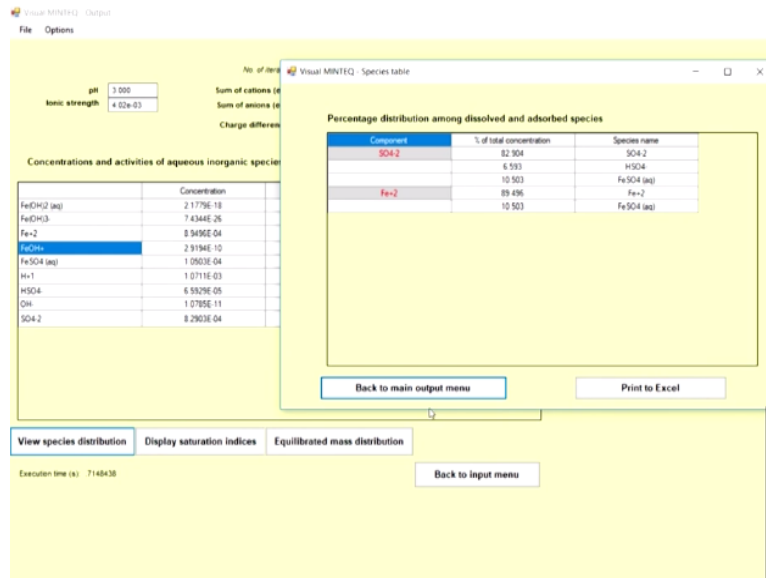 Visual MINTEQ - Output
File Options
No. of itera
pH 3.000
Sum of cations (e
Ionic strength 4.02e-03
Sum of anions (e
Charge differen
Concentrations and activities of aqueous inorganic specie
Concentration
Fe(OH)2 (aq) 2.1779E-18
Fe(OH)3- 7.4344E-26
Fe+2 8.9496E-04
FeOH+ 2.9194E-10
FeSO4 (aq) 1.0503E-04
H+1 1.0711E-03
HSO4- 6.5929E-05
OH- 1.0785E-11
SO4-2 8.2903E-04
Visual MINTEQ - Species table
Percentage distribution among dissolved and adsorbed species
Component % of total concentration Species name
SO4-2 82.904 SO4-2
6.593 HSO4-
10.503 FeSO4 (aq)
Fe+2 89.496 Fe+2
10.503 FeSO4 (aq)
Back to main output menu Print to Excel
View species distribution Display saturation indices Equilibrated mass distribution
Execution time (s) 7148438
Back to input menu